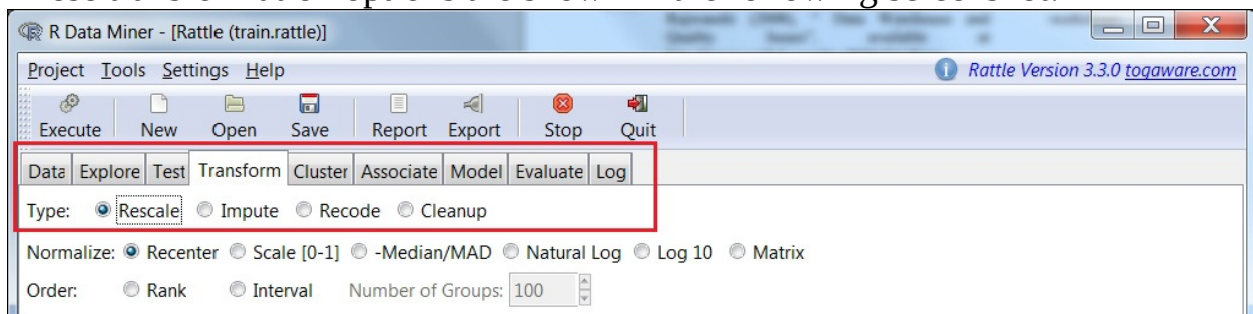 R Data Miner - [Rattle (train.rattle)]
Project Tools Settings Help Rattle Version 3.3.0 togaware.com
Execute New Open Save Report Export Stop Quit
Data Explore Test Transform Cluster Associate Model Evaluate Log
Type: Rescale Impute Recode Cleanup
Normalize: Recenter Scale [0-1] -Median/MAD Natural Log Log 10 Matrix
Order: Rank Interval Number of Groups: 100